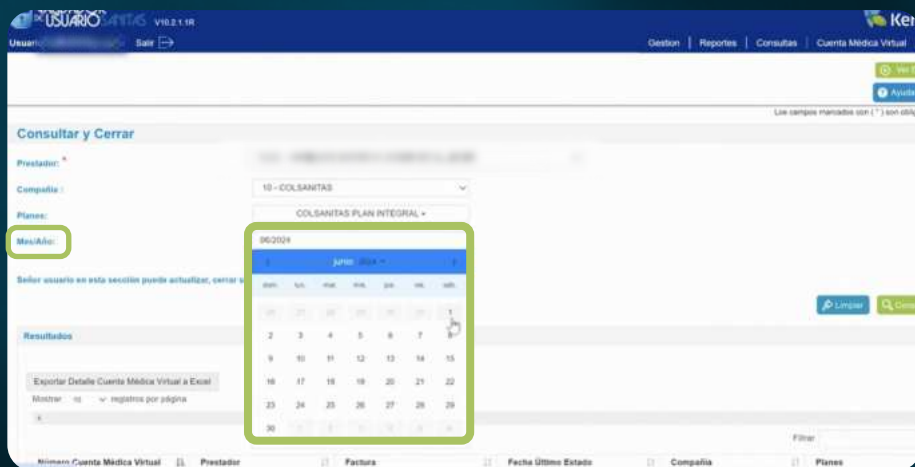 USUARIO SANITAS V10.2.1.1R
Usuari Salir
Gestion | Reportes | Consultas | Cuenta Médica Virtual
Ver
Ayuda
Los campos marcados son ( * ) son oblig
Consultar y Cerrar
Prestador: *
Compañía :
10 - COLSANITAS
Planes:
COLSANITAS PLAN INTEGRAL
Mes/Año:
06/2024
junio 2024
dom. lun. mar. mié. jue. vie. sáb.
1
2 3 4 5 6 7 8
9 10 11 12 13 14 15
16 17 18 19 20 21 22
23 24 25 26 27 28 29
30
Señor usuario en esta sección puede actualizar, cerrar
Limpiar
Resultados
Exportar Detalle Cuenta Médica Virtual a Excel
Mostrar 10 registros por página
Filtrar
Número Cuenta Médica Virtual Prestador Factura Fecha Último Estado Compañía Planes